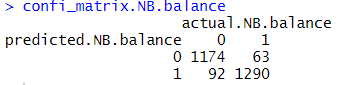 > confi_matrix.NB.balance
actual.NB.balance
predicted.NB.balance 0 1
0 1174 63
1 92 1290